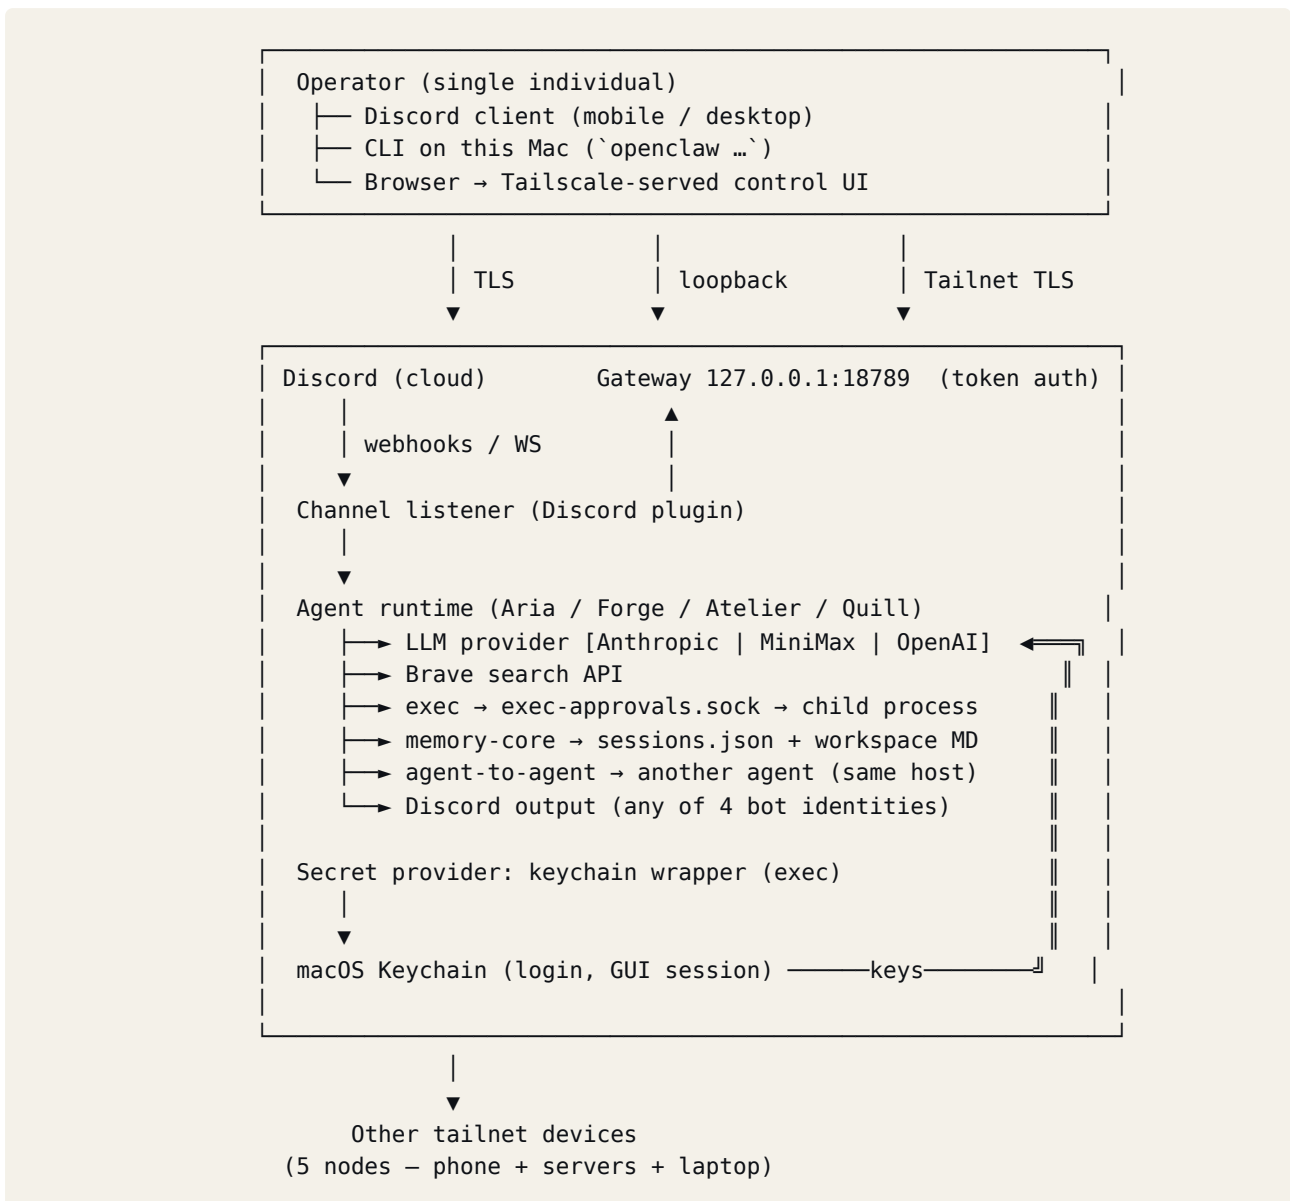 Operator (single individual)
├── Discord client (mobile / desktop)
├── CLI on this Mac (`openclaw …`)
└── Browser → Tailscale-served control UI
TLS loopback Tailnet TLS
Discord (cloud) Gateway 127.0.0.1:18789 (token auth)
webhooks / WS
Channel listener (Discord plugin)
Agent runtime (Aria / Forge / Atelier / Quill)
├──► LLM provider [Anthropic | MiniMax | OpenAI] ◄═══╗
├──► Brave search API
├──► exec → exec-approvals.sock → child process
├──► memory-core → sessions.json + workspace MD
├──► agent-to-agent → another agent (same host)
└──► Discord output (any of 4 bot identities)
Secret provider: keychain wrapper (exec)
macOS Keychain (login, GUI session) ──────keys────────╝
Other tailnet devices
(5 nodes — phone + servers + laptop)